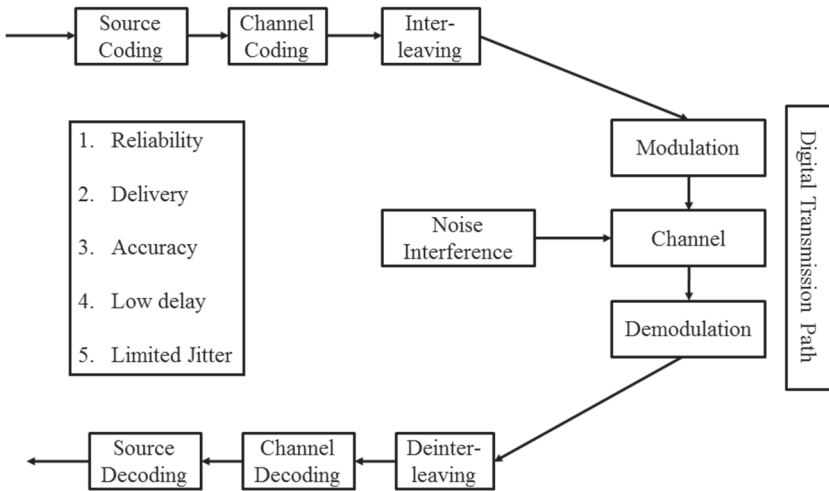 Source
Coding
Channel
Coding
Inter-
leaving
Modulation
1. Reliability
2. Delivery
3. Accuracy
4. Low delay
5. Limited Jitter
Noise
Interference
Channel
Demodulation
Digital Transmission Path
Source
Decoding
Channel
Decoding
Deinter-
leaving